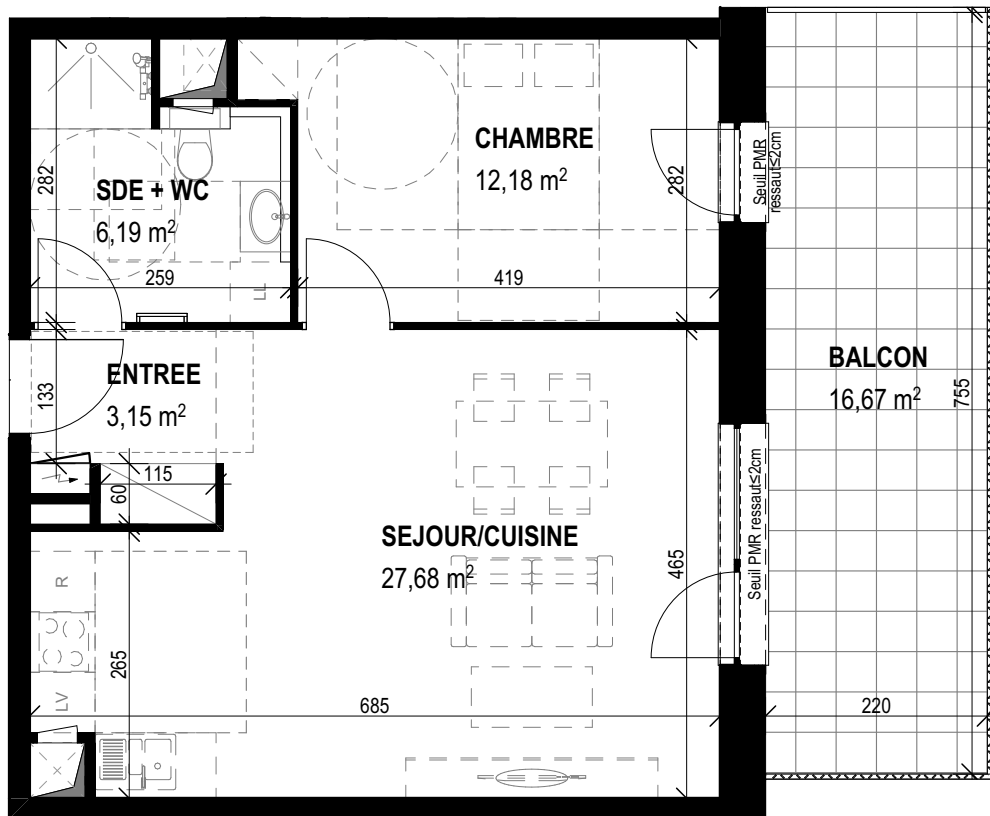 CHAMBRE
12,18 m²
282
282
Seuil PMR
ressaut≤2cm
SDE + WC
6,19 m²
259
419
LL
ENTREE
3,15 m²
133
BALCON
16,67 m²
755
115
60
SEJOUR/CUISINE
27,68 m²
465
Seuil PMR ressaut≤2cm
R
265
LV
685
220